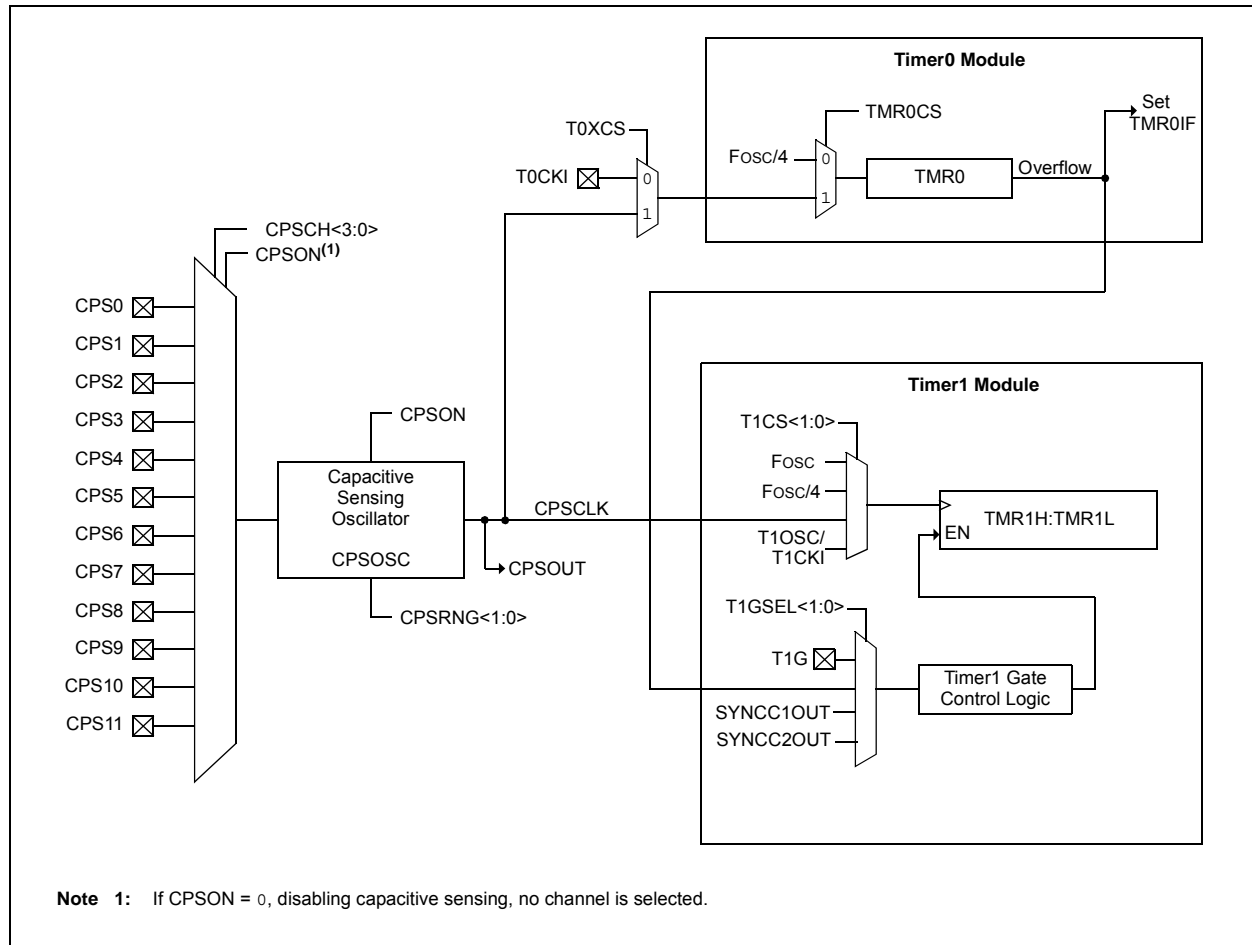 Timer0 Module
TMR0CS
Set
TMR0IF
T0XCS
FOSC/4
0
1
TMR0
Overflow
T0CKI
0
1
CPSCH<3:0>
CPSON(1)
CPS0
CPS1
CPS2
CPS3
CPS4
CPS5
CPS6
CPS7
CPS8
CPS9
CPS10
CPS11
CPSON
Capacitive
Sensing
Oscillator
CPSOSC
CPSRNG<1:0>
CPSCLK
CPSOUT
Timer1 Module
T1CS<1:0>
FOSC
FOSC/4
T1OSC/
T1CKI
TMR1H:TMR1L
EN
T1GSEL<1:0>
T1G
SYNCC1OUT
SYNCC2OUT
Timer1 Gate
Control Logic
Note 1: If CPSON = 0, disabling capacitive sensing, no channel is selected.